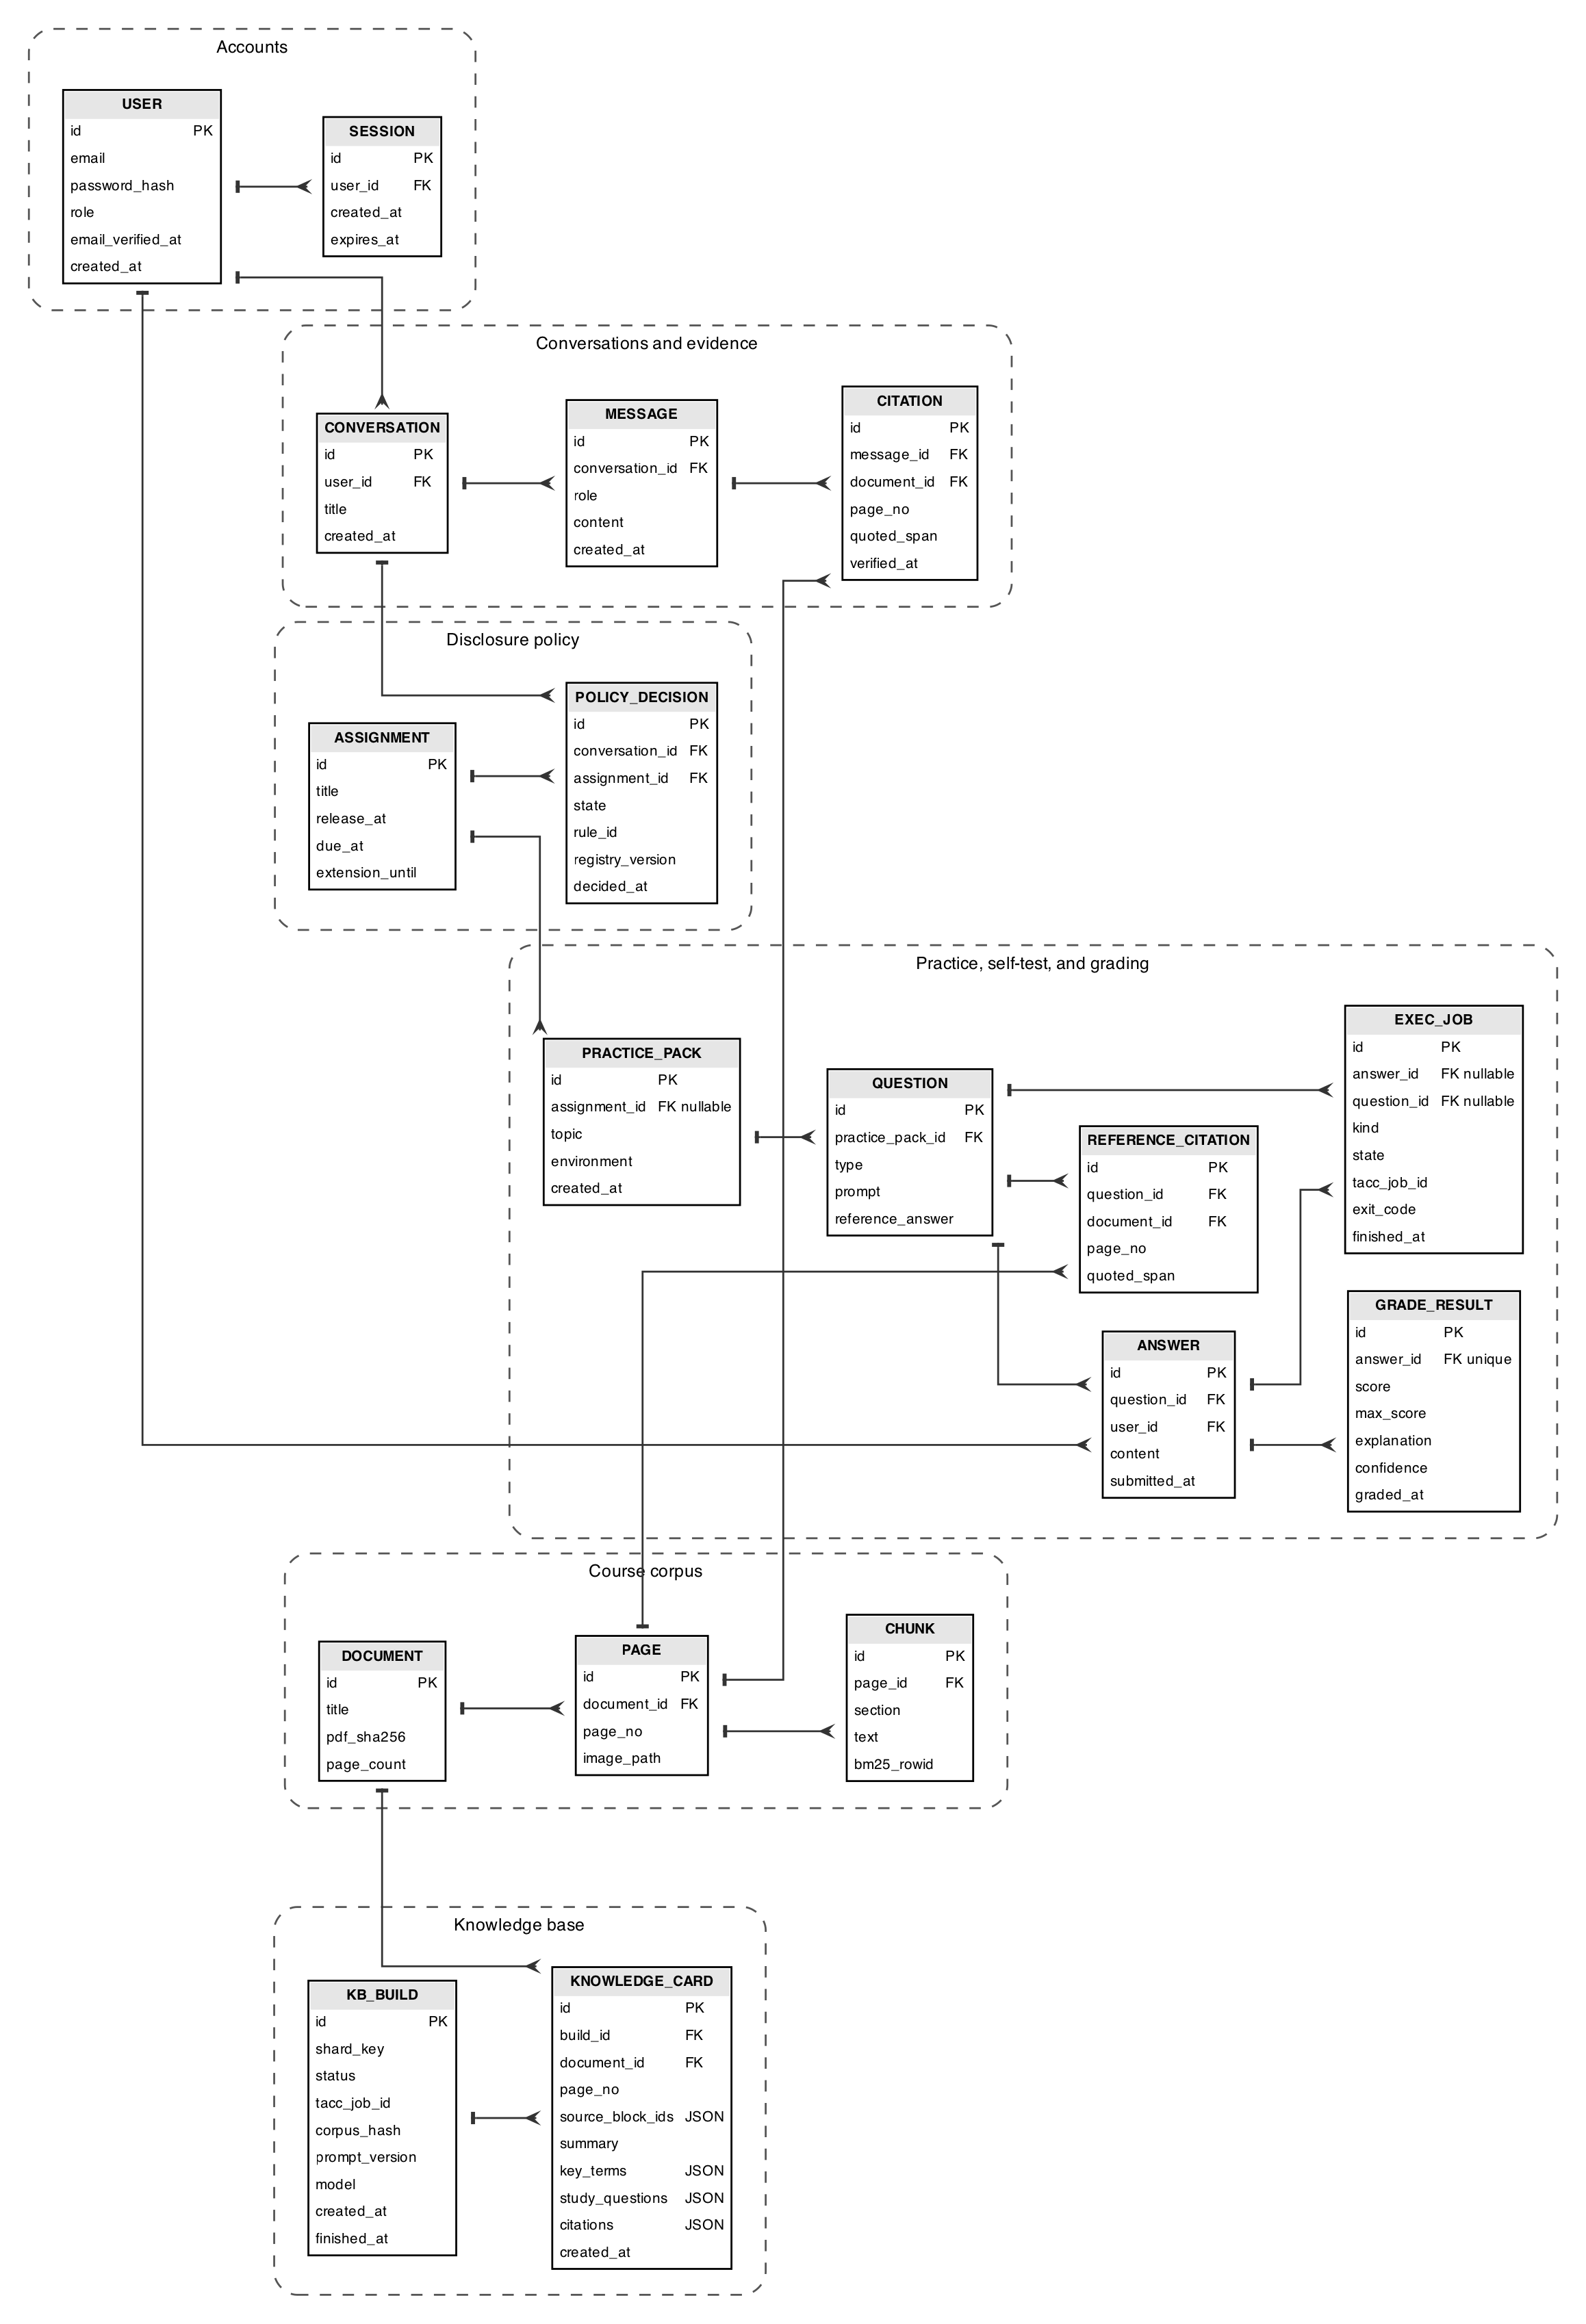 Accounts
USER
id PK
email
password_hash
role
email_verified_at
created_at
SESSION
id PK
user_id FK
created_at
expires_at
Conversations and evidence
CONVERSATION
id PK
user_id FK
title
created_at
MESSAGE
id PK
conversation_id FK
role
content
created_at
CITATION
id PK
message_id FK
document_id FK
page_no
quoted_span
verified_at
Disclosure policy
ASSIGNMENT
id PK
title
release_at
due_at
extension_until
POLICY_DECISION
id PK
conversation_id FK
assignment_id FK
state
rule_id
registry_version
decided_at
Practice, self-test, and grading
PRACTICE_PACK
id PK
assignment_id FK nullable
topic
environment
created_at
QUESTION
id PK
practice_pack_id FK
type
prompt
reference_answer
REFERENCE_CITATION
id PK
question_id FK
document_id FK
page_no
quoted_span
EXEC_JOB
id PK
answer_id FK nullable
question_id FK nullable
kind
state
tacc_job_id
exit_code
finished_at
ANSWER
id PK
question_id FK
user_id FK
content
submitted_at
GRADE_RESULT
id PK
answer_id FK unique
score
max_score
explanation
confidence
graded_at
Course corpus
DOCUMENT
id PK
title
pdf_sha256
page_count
PAGE
id PK
document_id FK
page_no
image_path
CHUNK
id PK
page_id FK
section
text
bm25_rowid
Knowledge base
KB_BUILD
id PK
shard_key
status
tacc_job_id
corpus_hash
prompt_version
model
created_at
finished_at
KNOWLEDGE_CARD
id PK
build_id FK
document_id FK
page_no
source_block_ids JSON
summary
key_terms JSON
study_questions JSON
citations JSON
created_at